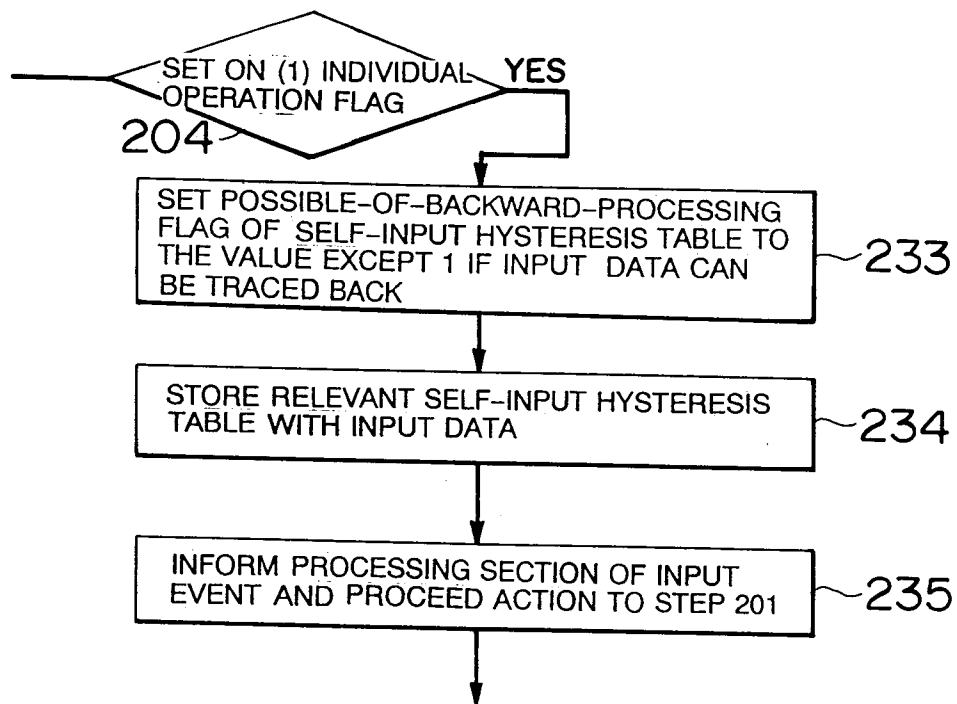 SET ON (1) INDIVIDUAL
OPERATION FLAG
YES
204
SET POSSIBLE-OF-BACKWARD-PROCESSING
FLAG OF SELF-INPUT HYSTERESIS TABLE TO
THE VALUE EXCEPT 1 IF INPUT DATA CAN
BE TRACED BACK
233
STORE RELEVANT SELF-INPUT HYSTERESIS
TABLE WITH INPUT DATA
234
INFORM PROCESSING SECTION OF INPUT
EVENT AND PROCEED ACTION TO STEP 201
235